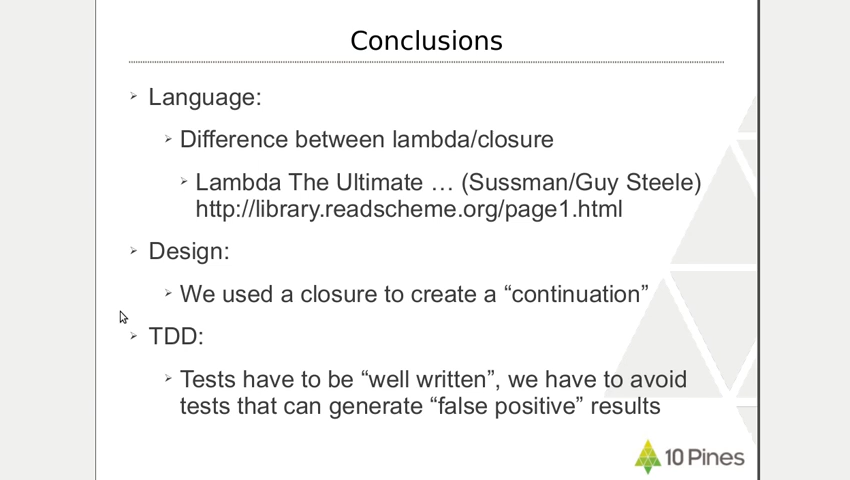 Conclusions
Language:
Difference between lambda/closure
Lambda The Ultimate … (Sussman/Guy Steele)
http://library.readscheme.org/page1.html
Design:
We used a closure to create a “continuation”
TDD:
Tests have to be “well written”, we have to avoid
tests that can generate “false positive” results
10 Pines